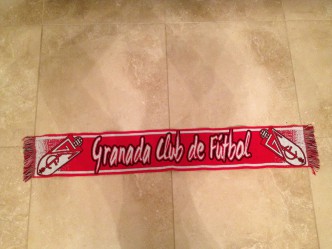 Granada Club de Fútbol